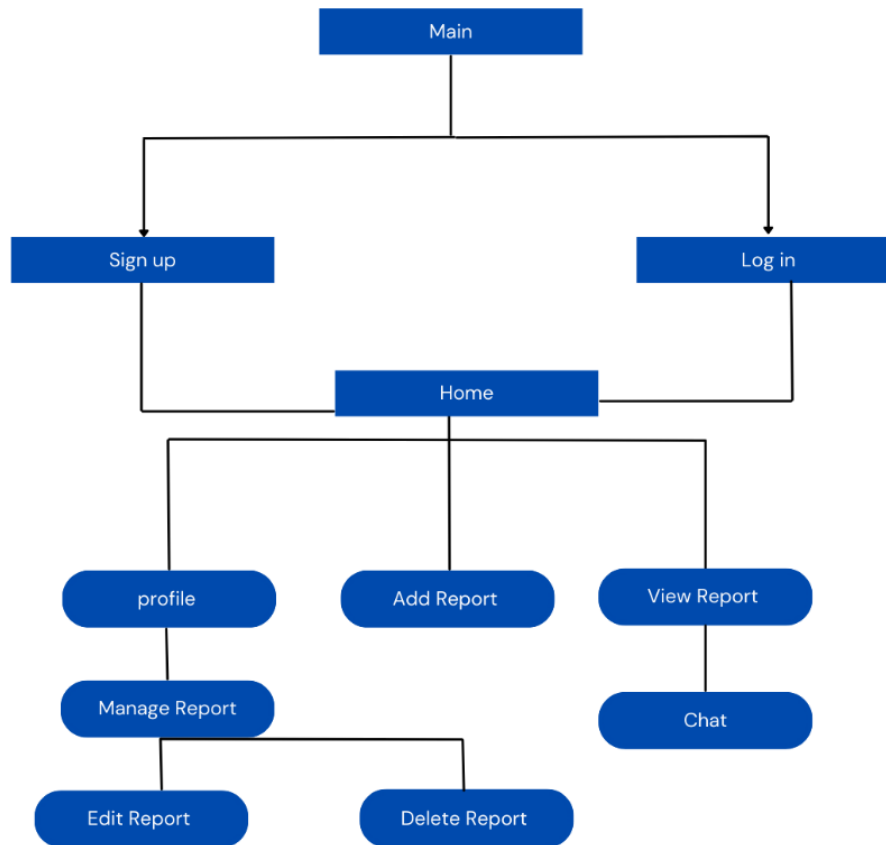 Main
Sign up
Log in
Home
profile
Add Report
View Report
Manage Report
Chat
Edit Report
Delete Report